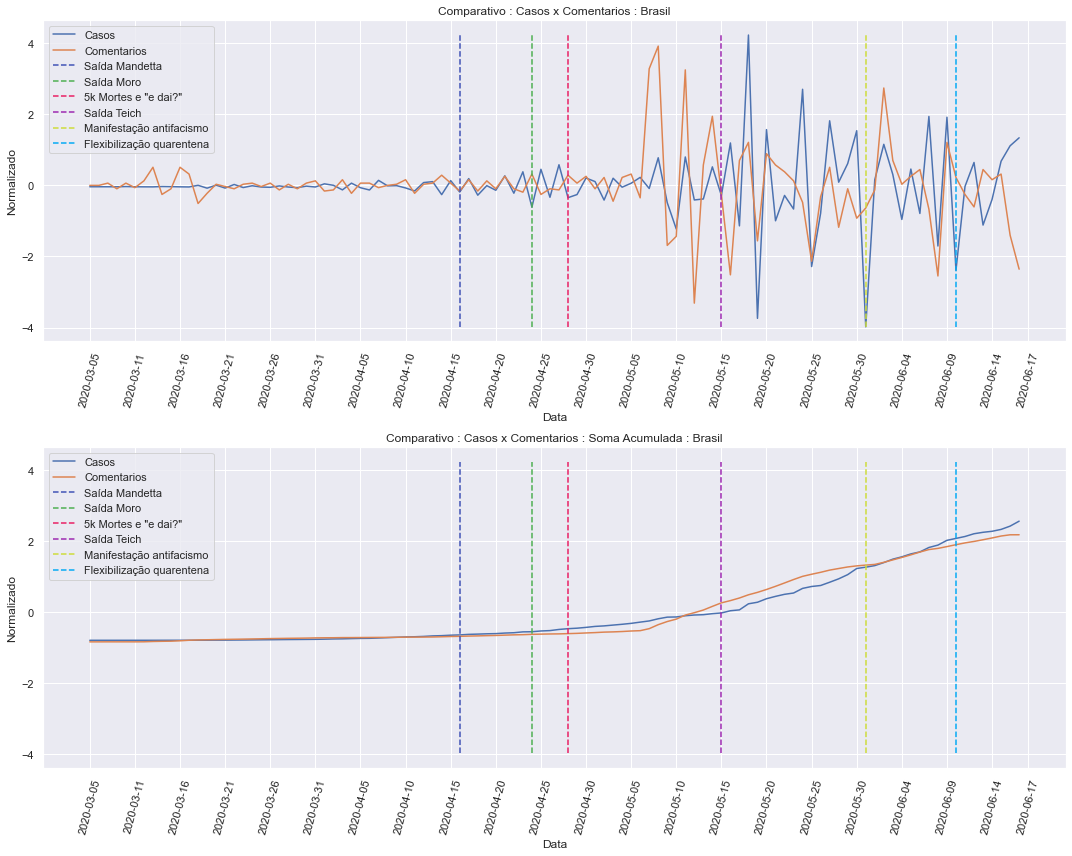 Comparativo : Casos x Comentarios : Brasil
Casos
Comentarios
Saída Mandetta
Saída Moro
5k Mortes e "e dai?"
Saída Teich
Manifestação antifacismo
Flexibilização quarentena
Normalizado
4
2
0
−2
−4
2020-03-05
2020-03-11
2020-03-16
2020-03-21
2020-03-26
2020-03-31
2020-04-05
2020-04-10
2020-04-15
2020-04-20
2020-04-25
2020-04-30
2020-05-05
2020-05-10
2020-05-15
2020-05-20
2020-05-25
2020-05-30
2020-06-04
2020-06-09
2020-06-14
2020-06-17
Data
Comparativo : Casos x Comentarios : Soma Acumulada : Brasil
Casos
Comentarios
Saída Mandetta
Saída Moro
5k Mortes e "e dai?"
Saída Teich
Manifestação antifacismo
Flexibilização quarentena
Normalizado
4
2
0
−2
−4
2020-03-05
2020-03-11
2020-03-16
2020-03-21
2020-03-26
2020-03-31
2020-04-05
2020-04-10
2020-04-15
2020-04-20
2020-04-25
2020-04-30
2020-05-05
2020-05-10
2020-05-15
2020-05-20
2020-05-25
2020-05-30
2020-06-04
2020-06-09
2020-06-14
2020-06-17
Data